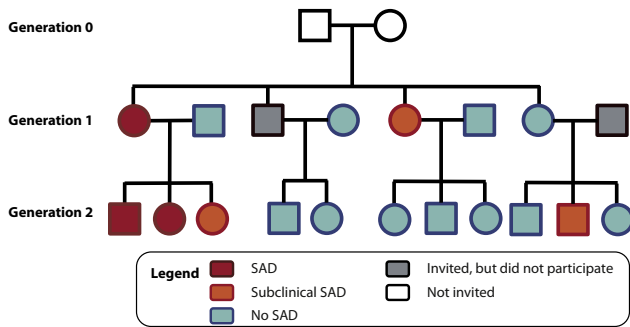 Generation 0
Generation 1
Generation 2
Legend
SAD
Subclinical SAD
No SAD
Invited, but did not participate
Not invited